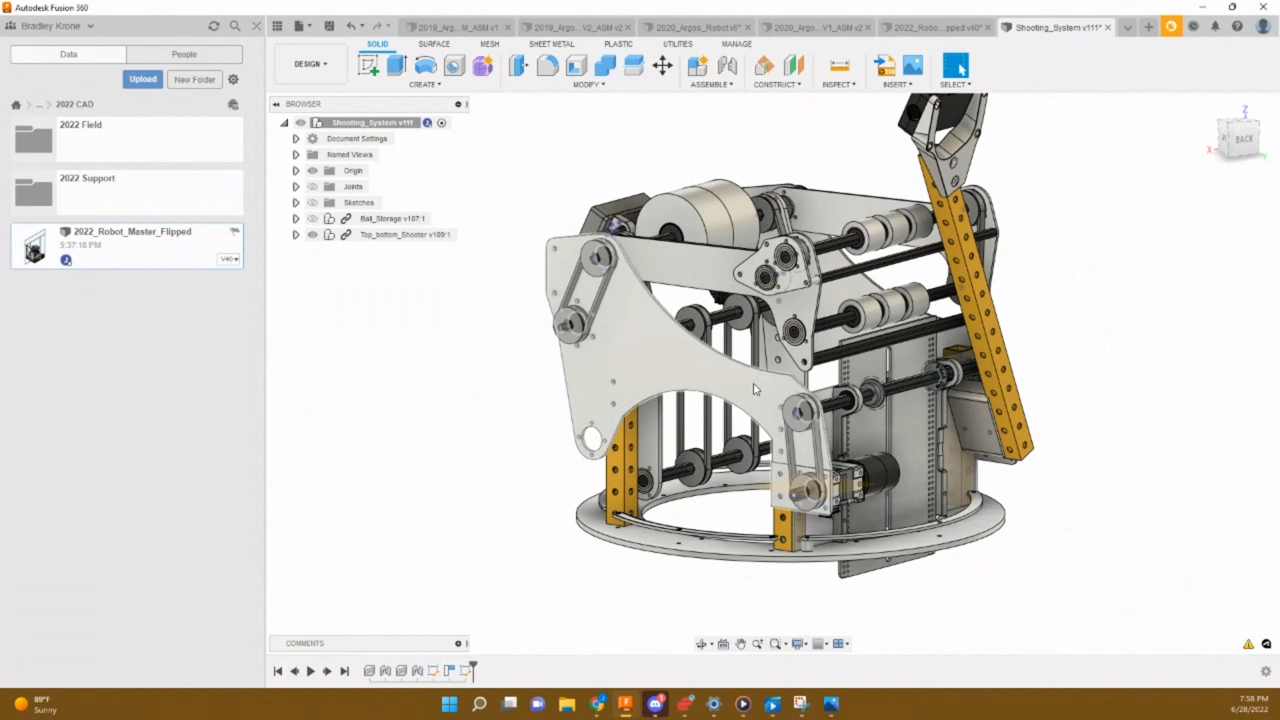 Autodesk Fusion 360
Bradley Krone
2019_Argo...M_ASM v1
2019_Argo... V2_ASM v2
2020_Argos_Robot v6*
2020_Argo...V1_ASM v2
2022_Robo...pped v40*
Shooting_System v111*
Data
People
SOLID
SURFACE
MESH
SHEET METAL
PLASTIC
UTILITIES
MANAGE
Upload
New Folder
DESIGN
CREATE
MODIFY
ASSEMBLE
CONSTRUCT
INSPECT
INSERT
SELECT
... 2022 CAD
BROWSER
2022 Field
Shooting_System v111
Document Settings
Named Views
Origin
2022 Support
Joints
Sketches
Ball_Storage v107:1
2022_Robot_Master_Flipped
Top_bottom_Shooter v109:1
5:37:18 PM
V40
Z
BACK
X
COMMENTS
89°F
Sunny
7:58 PM
6/28/2022